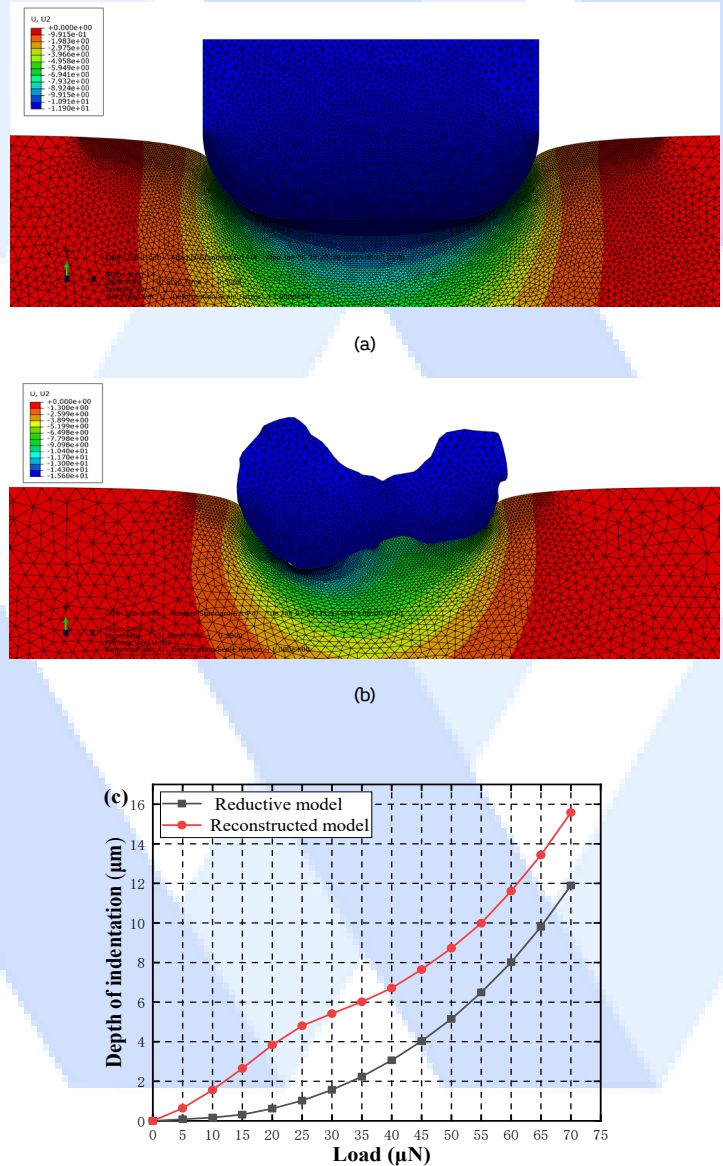 U, U2
+0.000e+00
-9.915e-01
-1.983e+00
-2.975e+00
-3.966e+00
-4.958e+00
-5.949e+00
-6.941e+00
-7.932e+00
-8.924e+00
-9.915e+00
-1.091e+01
-1.190e+01
Y
X
(a)
U, U2
+0.000e+00
-1.300e+00
-2.599e+00
-3.899e+00
-5.199e+00
-6.498e+00
-7.798e+00
-9.098e+00
-1.040e+01
-1.170e+01
-1.300e+01
-1.430e+01
-1.560e+01
Y
X
(b)
(c)
Reductive model
Reconstructed model
16
14
12
10
8
6
4
2
0
Depth of indentation (μm)
0 5 10 15 20 25 30 35 40 45 50 55 60 65 70 75
Load (μN)